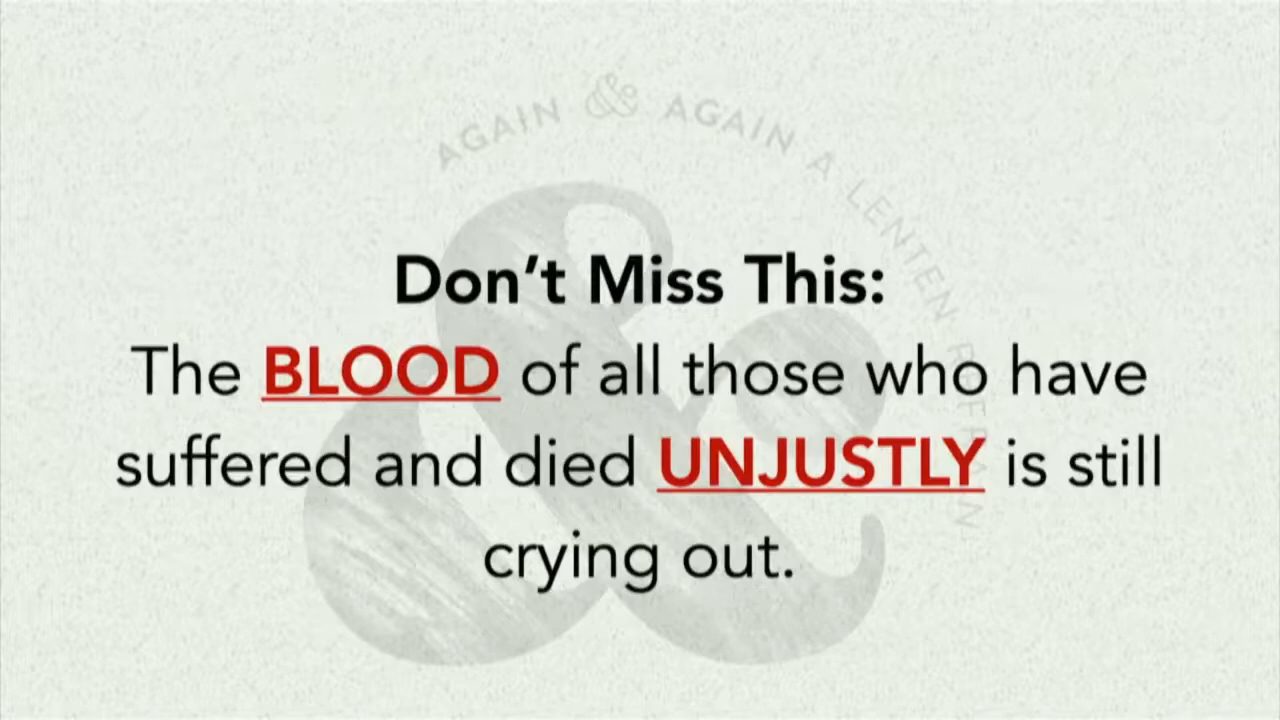 AGAIN & AGAIN A LENTEN REFRAIN
Don't Miss This:
The BLOOD of all those who have
suffered and died UNJUSTLY is still
crying out.